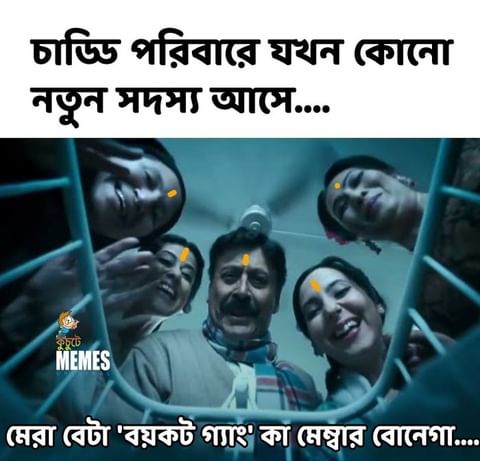 চাড্ডি পরিবারে যখন কোনো
নতুন সদস্য আসে....
কুচুটে
MEMES
মেরা বেটা 'বয়কট গ্যাং' কা মেম্বার বোনেগা....